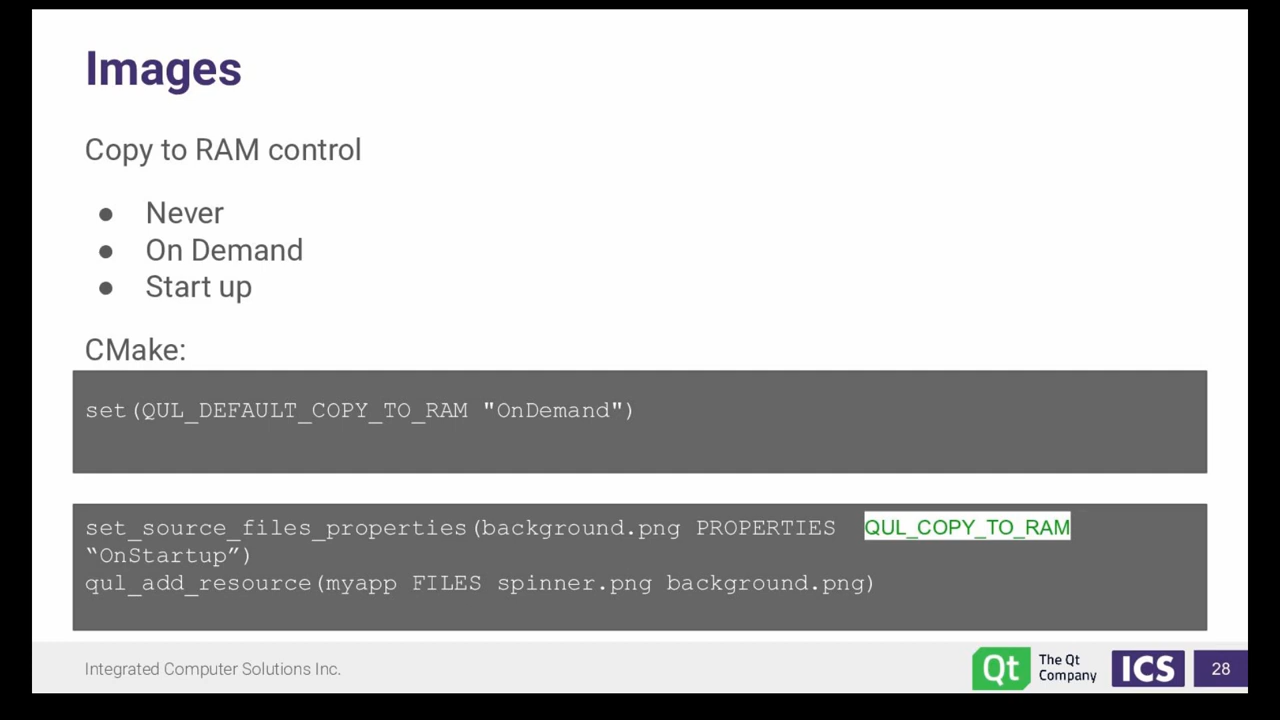 Images
Copy to RAM control
● Never
● On Demand
● Start up
CMake:
set(QUL_DEFAULT_COPY_TO_RAM "OnDemand")
set_source_files_properties(background.png PROPERTIES QUL_COPY_TO_RAM
“OnStartup”)
qul_add_resource(myapp FILES spinner.png background.png)
Integrated Computer Solutions Inc.
Qt
The Qt
Company
ICS
28